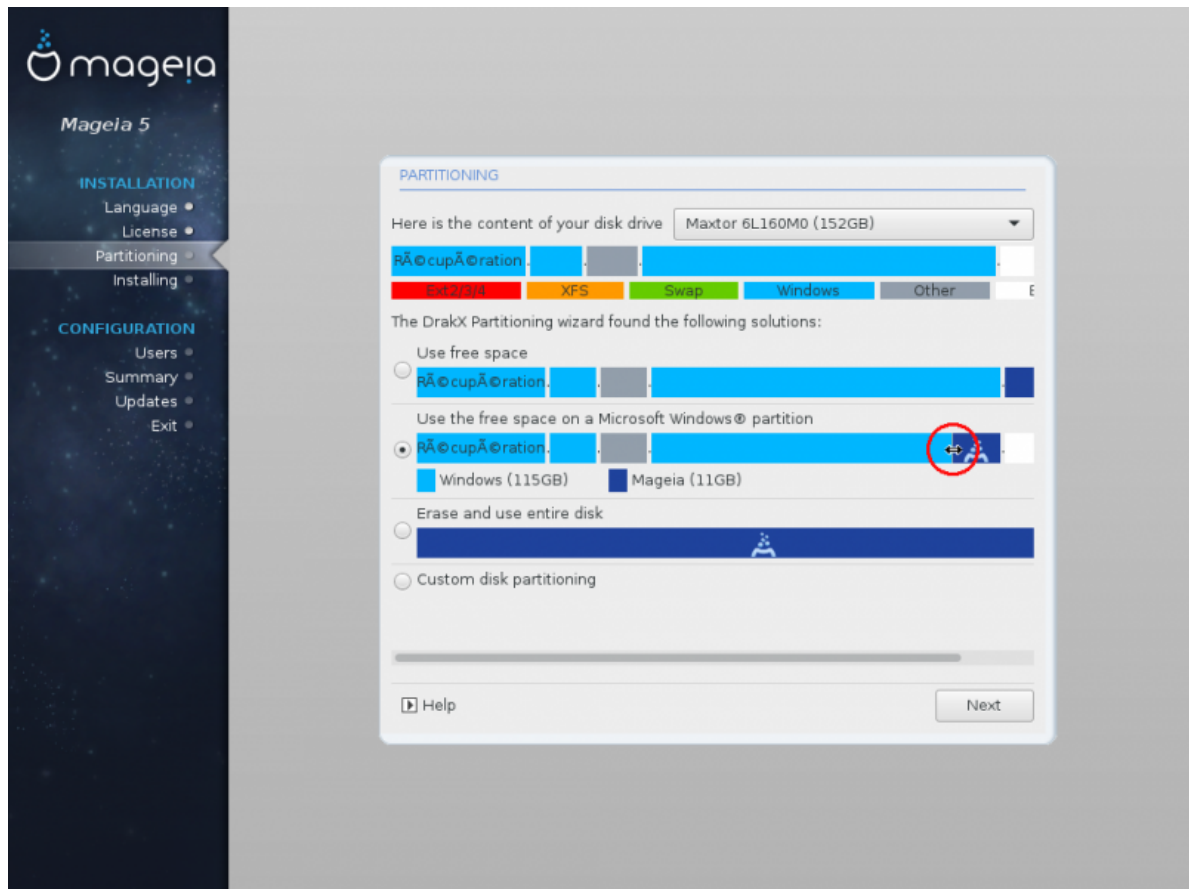 mageia
Mageia 5
INSTALLATION
Language
License
Partitioning
Installing
CONFIGURATION
Users
Summary
Updates
Exit
PARTITIONING
Here is the content of your disk drive Maxtor 6L160M0 (152GB)
RÃ©cupÃ©ration
Ext2/3/4 XFS Swap Windows Other
The DrakX Partitioning wizard found the following solutions:
Use free space
RÃ©cupÃ©ration
Use the free space on a Microsoft Windows® partition
RÃ©cupÃ©ration
Windows (115GB) Mageia (11GB)
Erase and use entire disk
Custom disk partitioning
Help Next